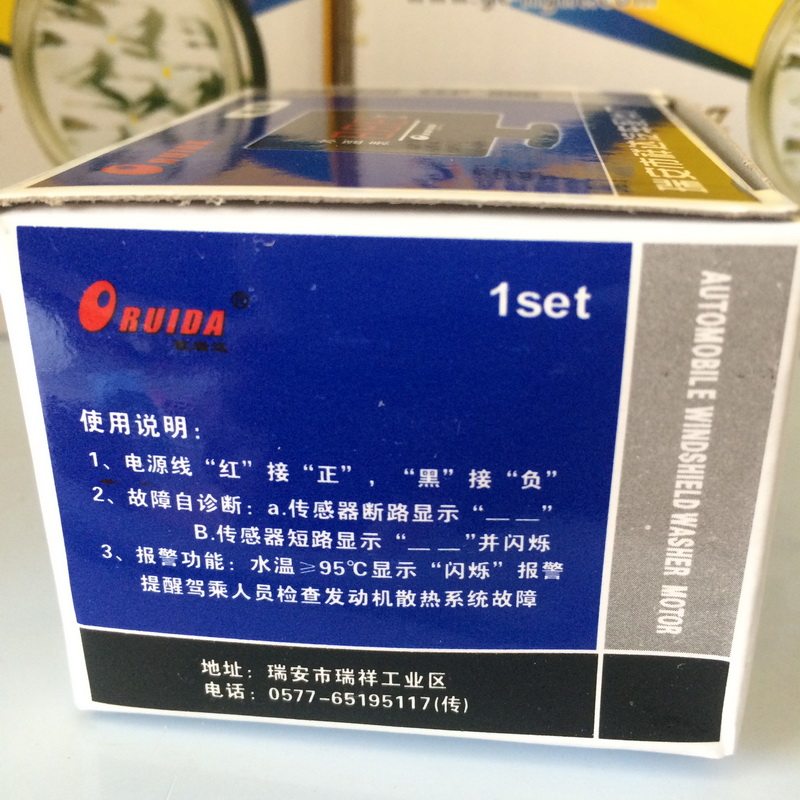 ORUIDA
ORUIDA
ORUIDA
®
1set
使用说明：
1、电源线“红”接“正”，“黑”接“负”
2、故障自诊断：a.传感器断路显示“— —”
B.传感器短路显示“— —”并闪烁
3、报警功能：水温≥95℃显示“闪烁”报警
提醒驾乘人员检查发动机散热系统故障
地址：瑞安市瑞祥工业区
电话：0577-65195117(传)
AUTOMOBILE WINDSHIELD WASHER MOTOR